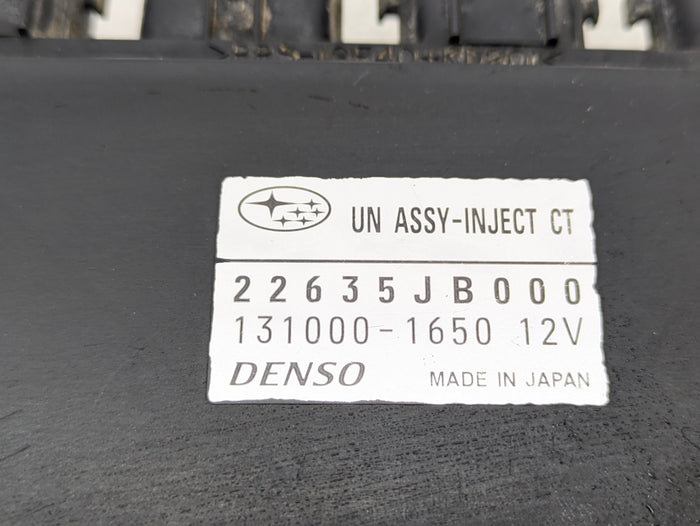 UN ASSY-INJECT CT
22635JB000
131000-1650 12V
DENSO MADE IN JAPAN